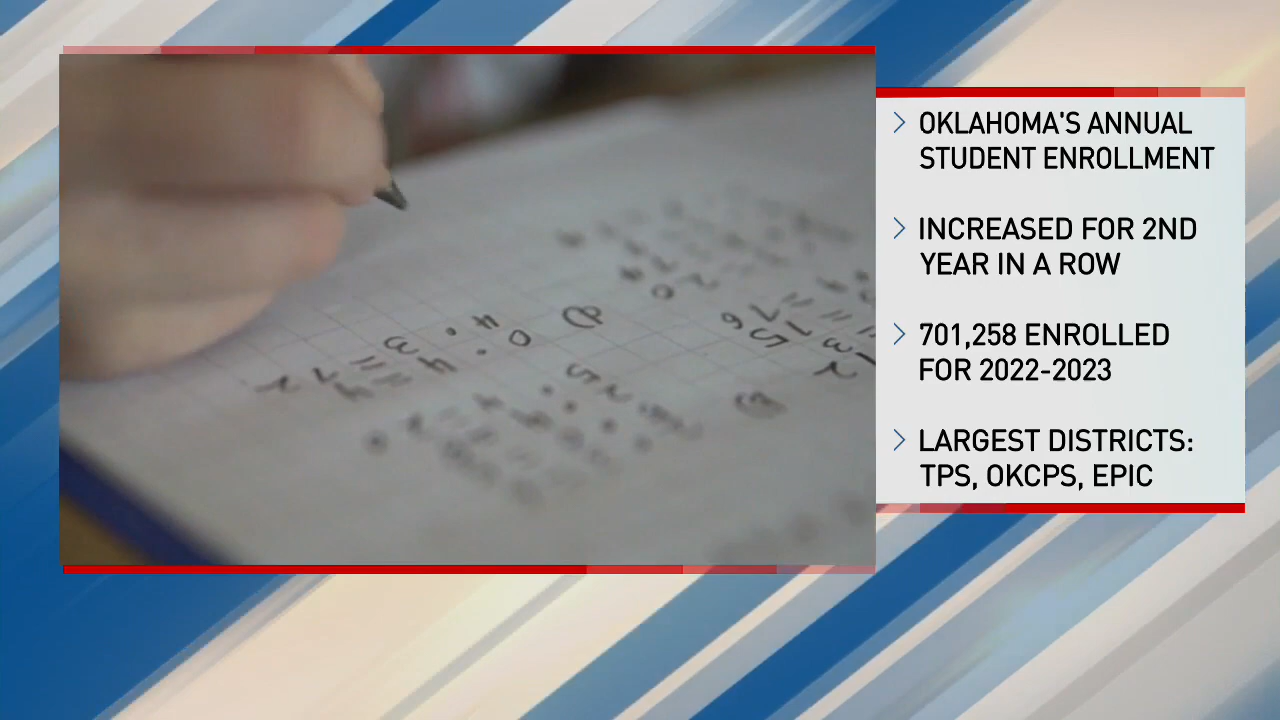 OKLAHOMA'S ANNUAL
STUDENT ENROLLMENT
INCREASED FOR 2ND
YEAR IN A ROW
701,258 ENROLLED
FOR 2022-2023
LARGEST DISTRICTS:
TPS, OKCPS, EPIC